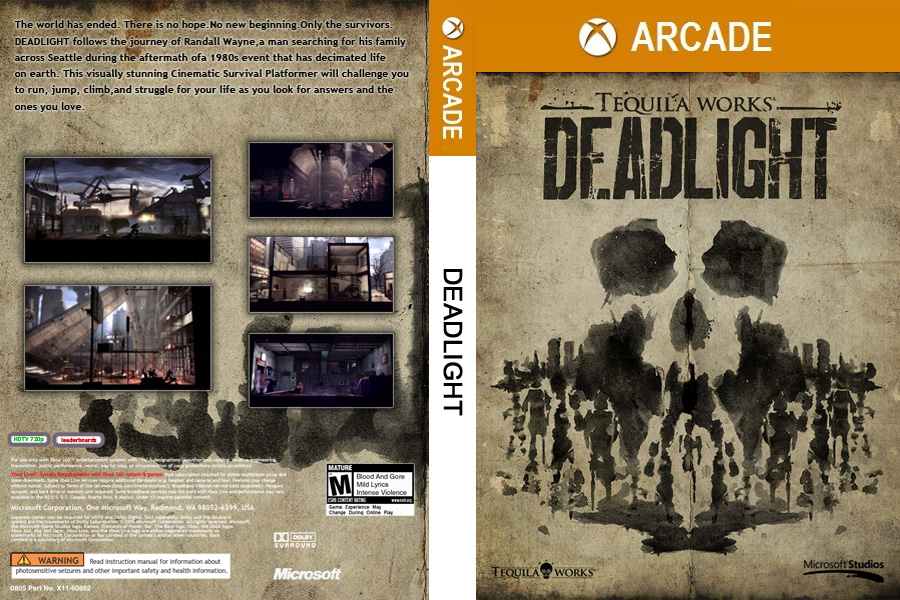 The world has ended. There is no hope.No new beginning.Only the survivors.
DEADLIGHT follows the journey of Randall Wayne,a man searching for his family
across Seattle during the aftermath ofa 1980s event that has decimated life
on earth. This visually stunning Cinematic Survival Platformer will challenge you
to run, jump, climb,and struggle for your life as you look for answers and the
ones you love.
HDTV 720p
leaderboards
Microsoft Corporation, One Microsoft Way, Redmond, WA 98052-6399, USA.
MATURE
M
Blood And Gore
Mild Lyrics
Intense Violence
ESRB CONTENT RATING
www.esrb.org
Game Experience May
Change During Online Play
DOLBY
SURROUND
WARNING Read instruction manual for information about
photosensitive seizures and other important safety and health information.
Microsoft
0805 Part No. X11-60882
ARCADE
DEADLIGHT
ARCADE
TEQUILA WORKS
DEADLIGHT
TEQUILA WORKS
Microsoft Studios